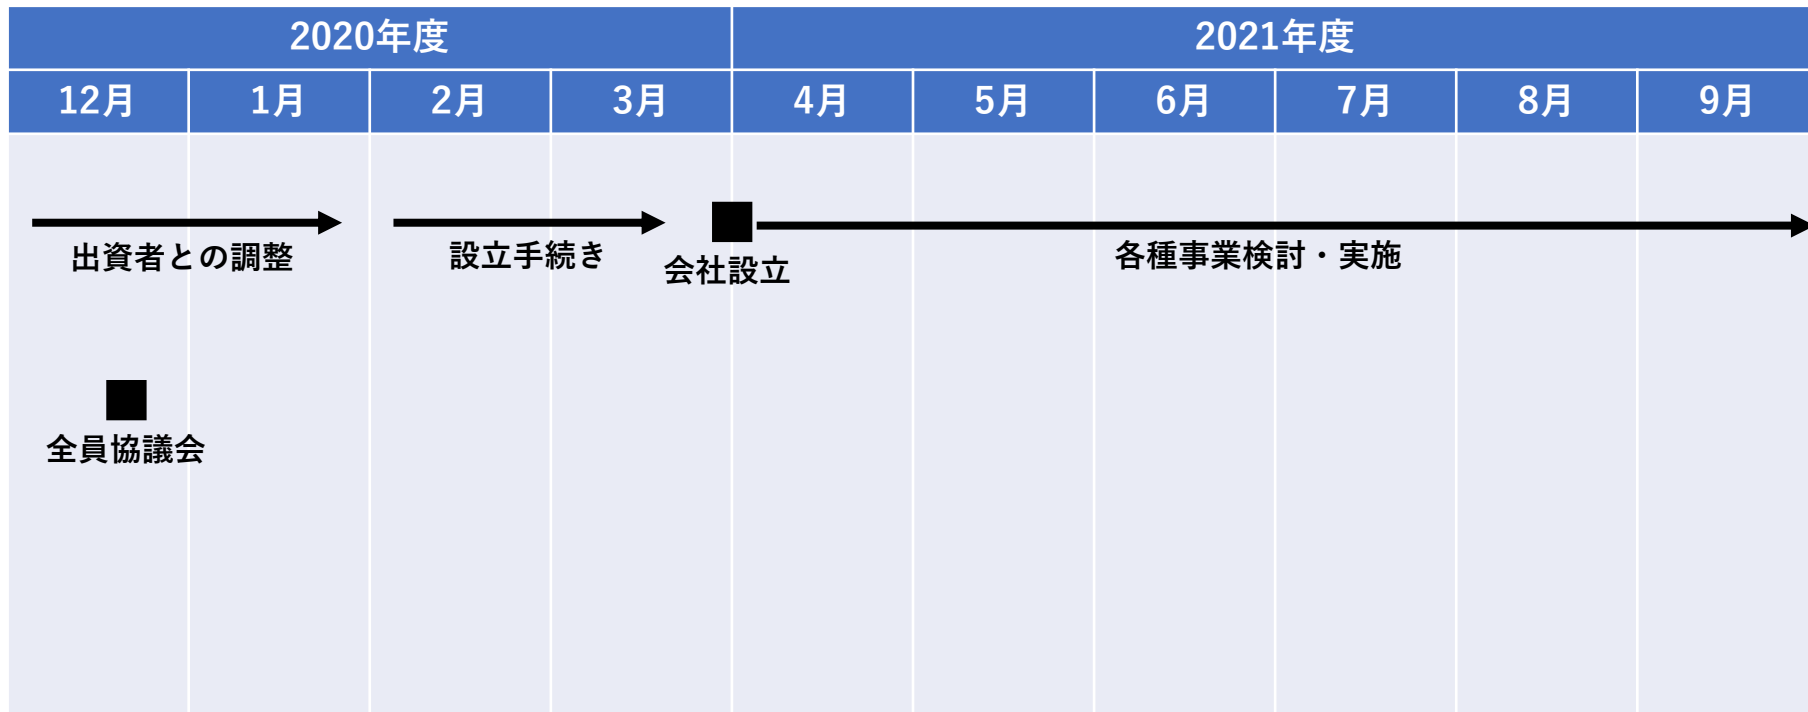 2020年度 2021年度
12月 1月 2月 3月 4月 5月 6月 7月 8月 9月
出資者との調整 設立手続き 会社設立 各種事業検討・実施
全員協議会